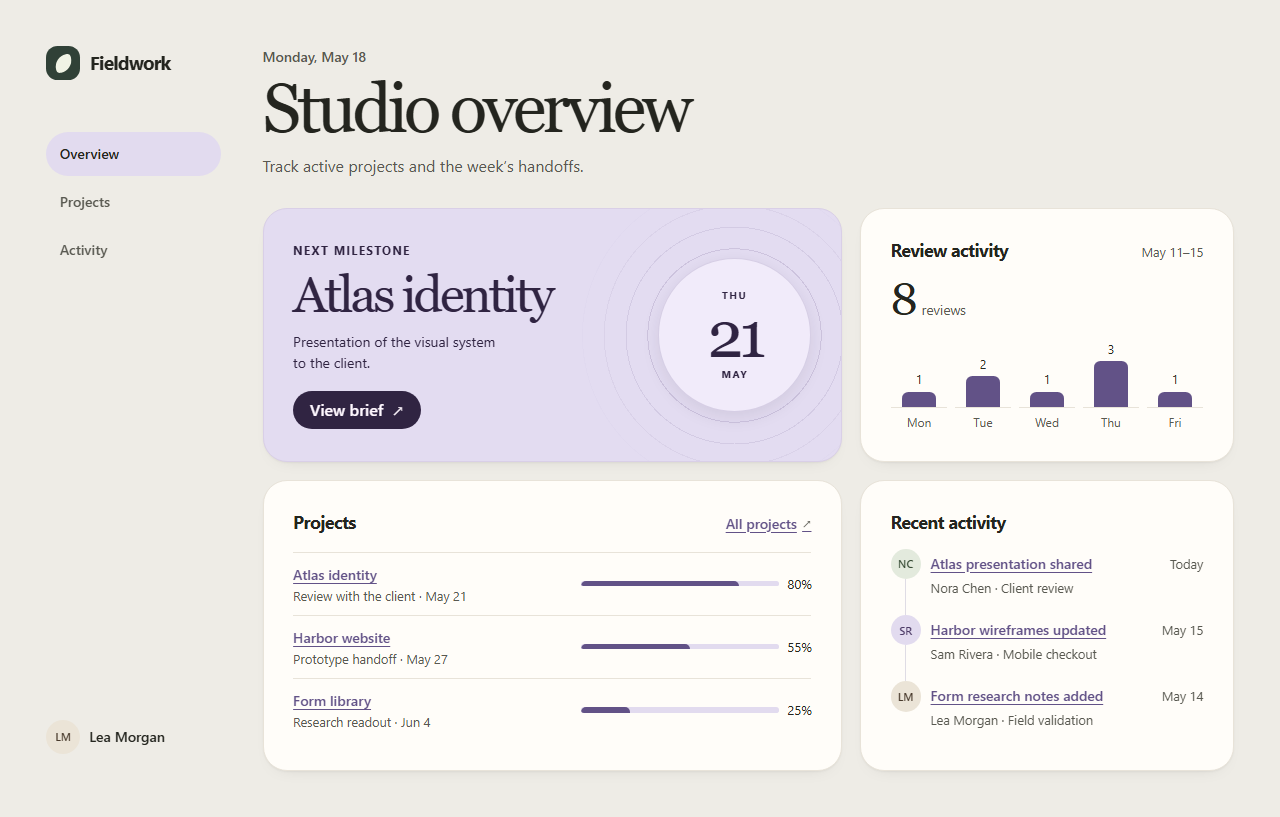 Fieldwork
Overview
Projects
Activity
LM Lea Morgan
Monday, May 18
Studio overview
Track active projects and the week’s handoffs.
NEXT MILESTONE
Atlas identity
Presentation of the visual system
to the client.
View brief ↗
THU
21
MAY
Review activity May 11–15
8 reviews
1 2 1 3 1
Mon Tue Wed Thu Fri
Projects All projects ↗
Atlas identity
Review with the client · May 21
80%
Harbor website
Prototype handoff · May 27
55%
Form library
Research readout · Jun 4
25%
Recent activity
NC Atlas presentation shared Today
Nora Chen · Client review
SR Harbor wireframes updated May 15
Sam Rivera · Mobile checkout
LM Form research notes added May 14
Lea Morgan · Field validation